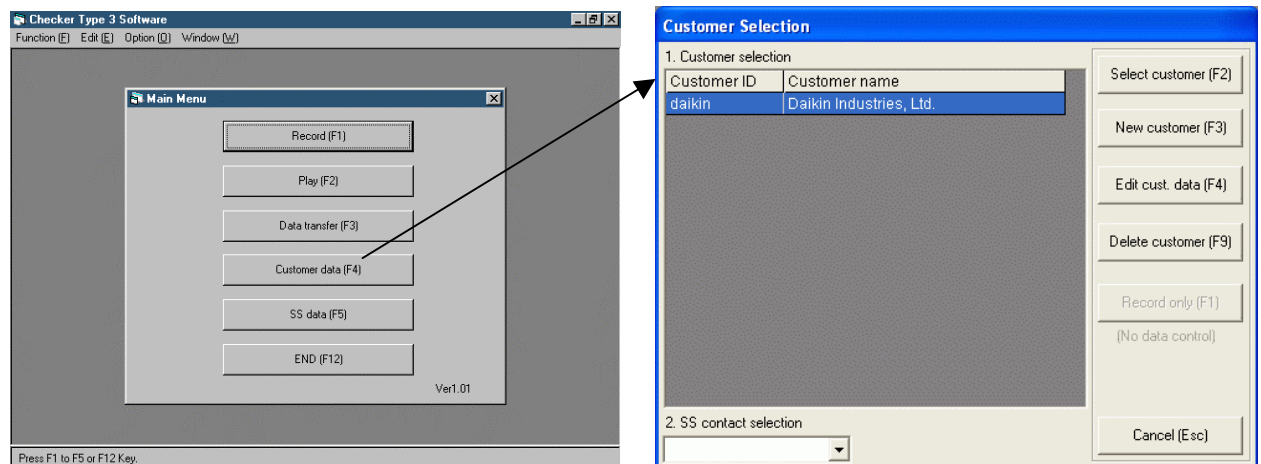 Checker Type 3 Software
Function (F) Edit (E) Option (O) Window (W)
Main Menu
Record (F1)
Play (F2)
Data transfer (F3)
Customer data (F4)
SS data (F5)
END (F12)
Ver1.01
Press F1 to F5 or F12 Key.
Customer Selection
1. Customer selection
Customer ID Customer name
daikin Daikin Industries, Ltd.
Select customer (F2)
New customer (F3)
Edit cust. data (F4)
Delete customer (F9)
Record only (F1)
(No data control)
2. SS contact selection
Cancel (Esc)